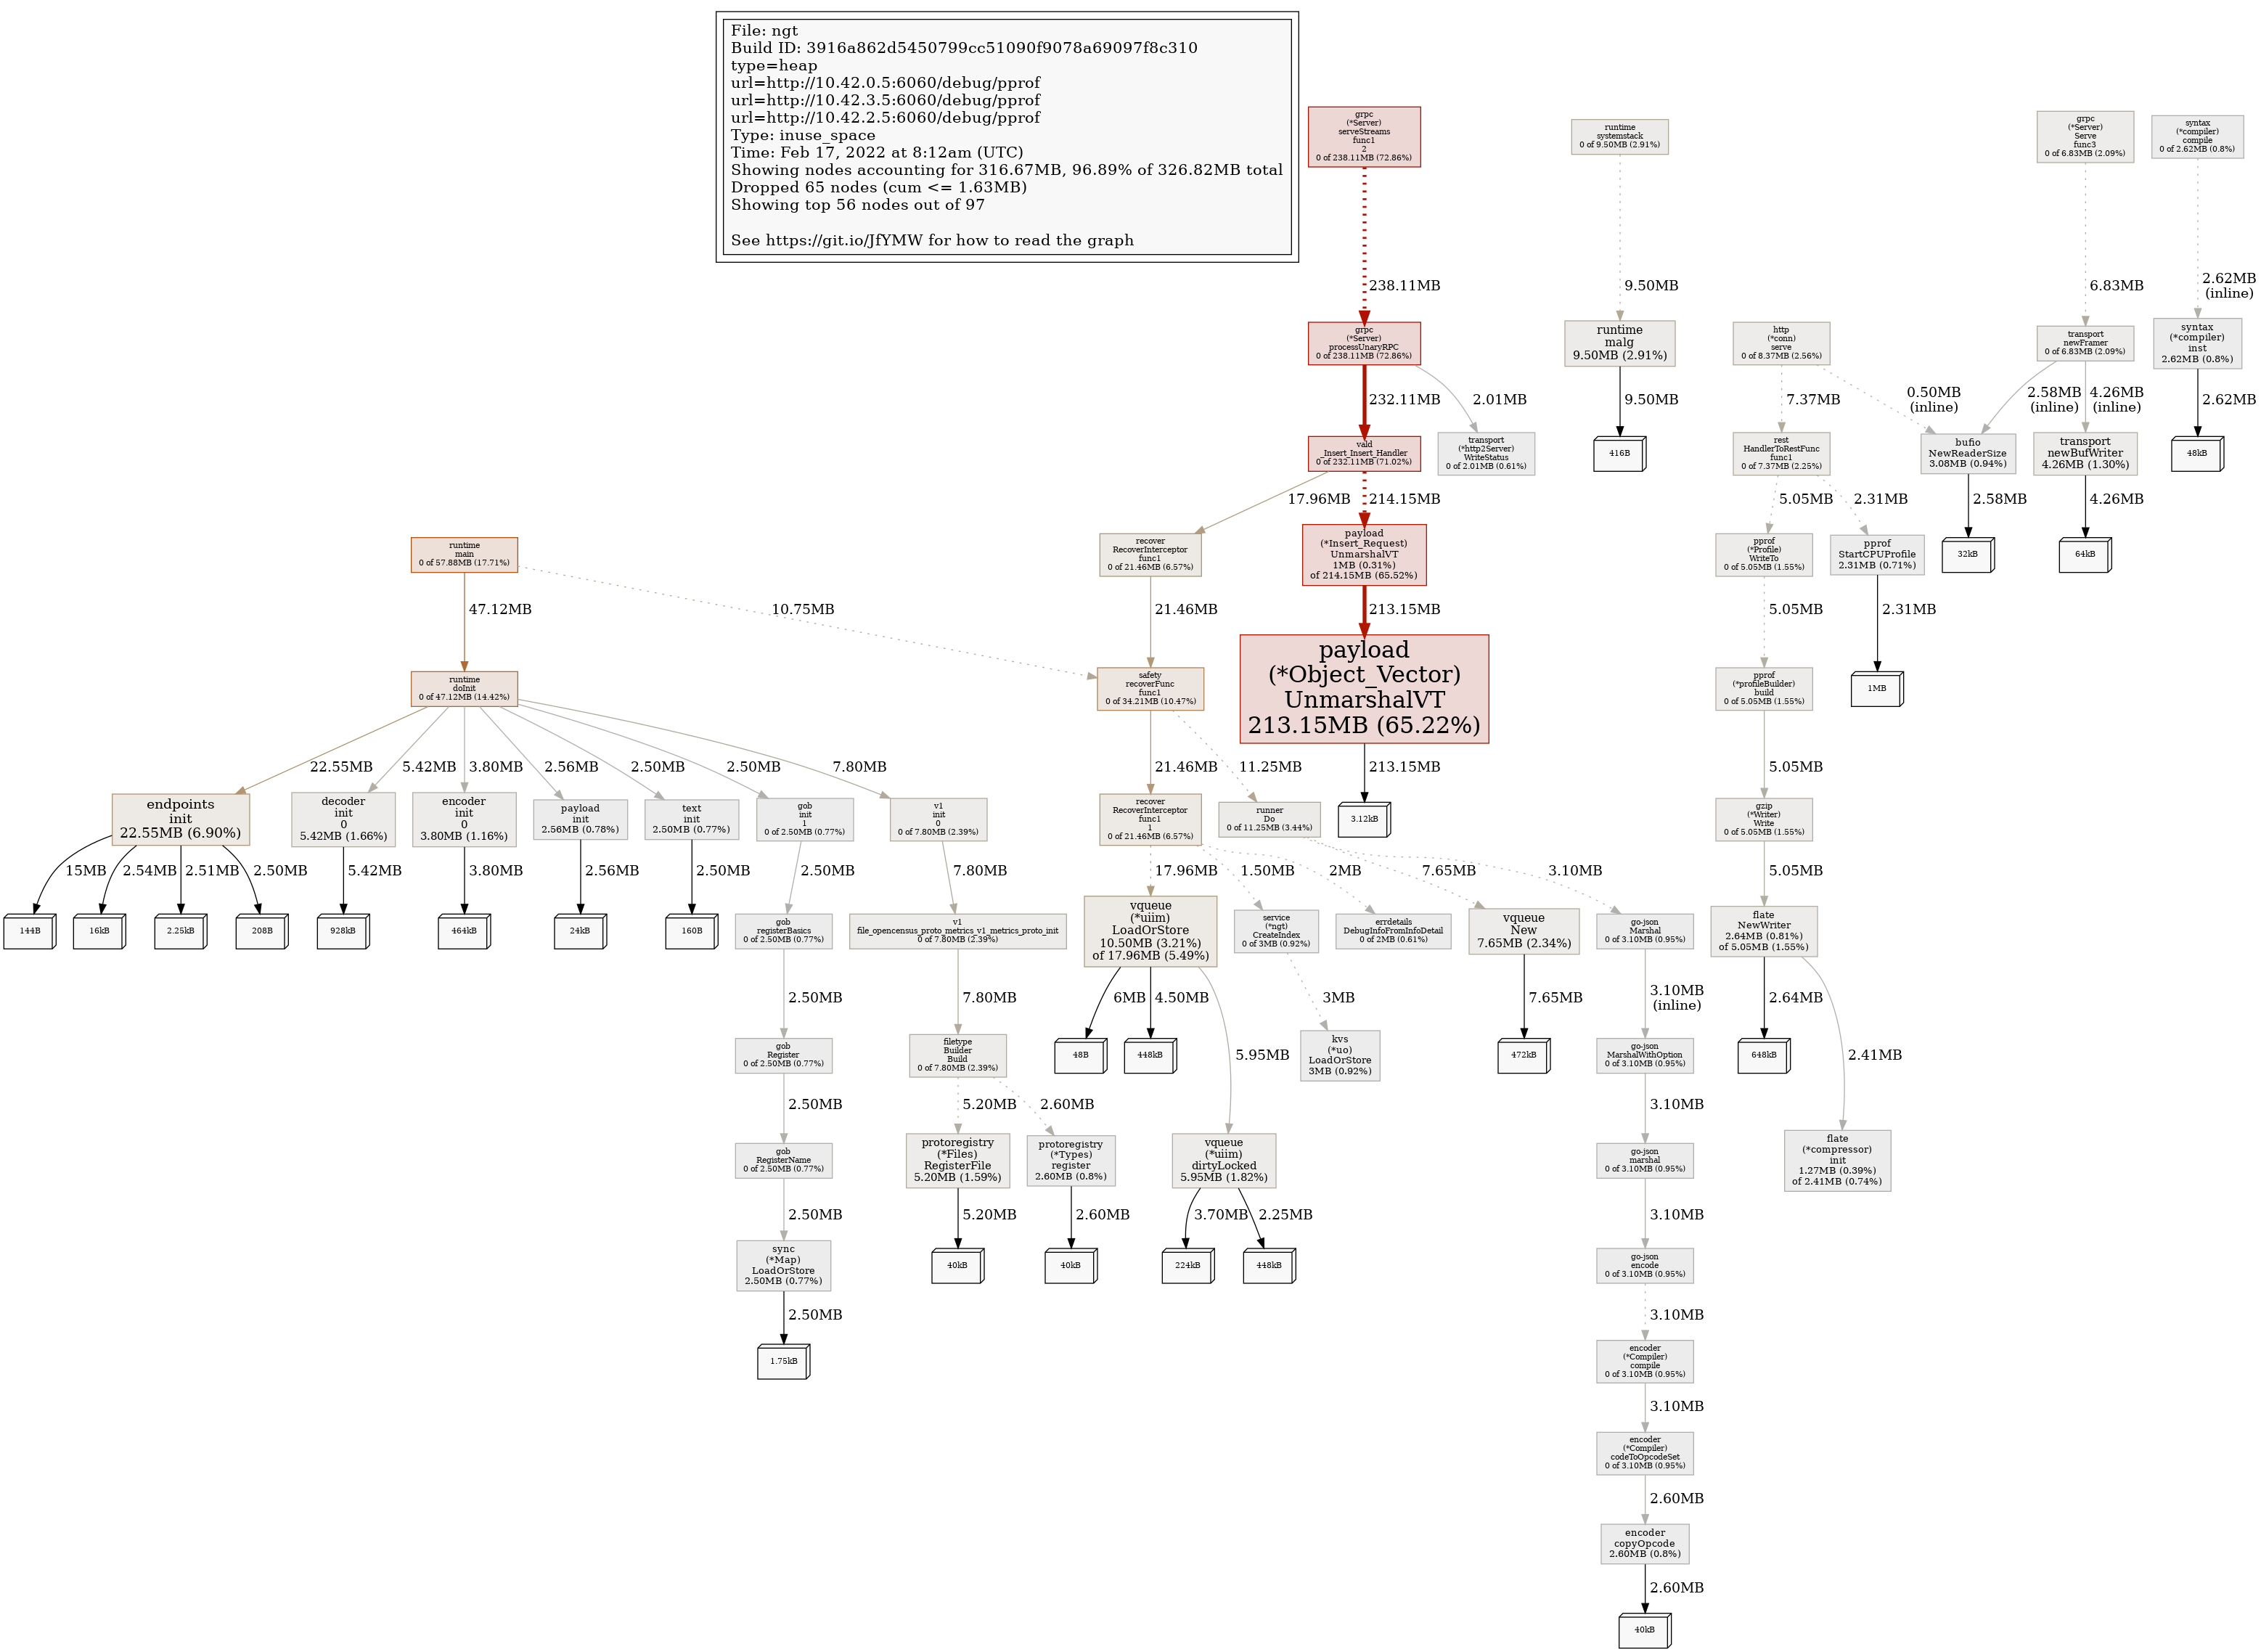 File: ngt
Build ID: 3916a862d5450799cc51090f9078a69097f8c310
type=heap
url=http://10.42.0.5:6060/debug/pprof
url=http://10.42.3.5:6060/debug/pprof
url=http://10.42.2.5:6060/debug/pprof
Type: inuse_space
Time: Feb 17, 2022 at 8:12am (UTC)
Showing nodes accounting for 316.67MB, 96.89% of 326.82MB total
Dropped 65 nodes (cum <= 1.63MB)
Showing top 56 nodes out of 97
See https://git.io/JfYMW for how to read the graph
grpc
(*Server)
serveStreams
func1
2
0 of 238.11MB (72.86%)
runtime
systemstack
0 of 9.50MB (2.91%)
grpc
(*Server)
Serve
func3
0 of 6.83MB (2.09%)
syntax
(*compiler)
compile
0 of 2.62MB (0.8%)
238.11MB
9.50MB
6.83MB
2.62MB
(inline)
grpc
(*Server)
processUnaryRPC
0 of 238.11MB (72.86%)
runtime
malg
9.50MB (2.91%)
http
(*conn)
serve
0 of 8.37MB (2.56%)
transport
newFramer
0 of 6.83MB (2.09%)
syntax
(*compiler)
inst
2.62MB (0.8%)
232.11MB
2.01MB
9.50MB
7.37MB
0.50MB
(inline)
2.58MB
(inline)
4.26MB
(inline)
2.62MB
vald
_Insert_Insert_Handler
0 of 232.11MB (71.02%)
transport
(*http2Server)
WriteStatus
0 of 2.01MB (0.61%)
416B
rest
HandlerToRestFunc
func1
0 of 7.37MB (2.25%)
bufio
NewReaderSize
3.08MB (0.94%)
transport
newBufWriter
4.26MB (1.30%)
48kB
17.96MB
214.15MB
5.05MB
2.31MB
2.58MB
4.26MB
runtime
main
0 of 57.88MB (17.71%)
recover
RecoverInterceptor
func1
0 of 21.46MB (6.57%)
payload
(*Insert_Request)
UnmarshalVT
1MB (0.31%)
of 214.15MB (65.52%)
pprof
(*Profile)
WriteTo
0 of 5.05MB (1.55%)
pprof
StartCPUProfile
2.31MB (0.71%)
32kB
64kB
47.12MB
10.75MB
21.46MB
213.15MB
5.05MB
2.31MB
runtime
doInit
0 of 47.12MB (14.42%)
safety
recoverFunc
func1
0 of 34.21MB (10.47%)
payload
(*Object_Vector)
UnmarshalVT
213.15MB (65.22%)
pprof
(*profileBuilder)
build
0 of 5.05MB (1.55%)
1MB
22.55MB
5.42MB
3.80MB
2.56MB
2.50MB
2.50MB
7.80MB
21.46MB
11.25MB
213.15MB
5.05MB
endpoints
init
22.55MB (6.90%)
decoder
init
0
5.42MB (1.66%)
encoder
init
0
3.80MB (1.16%)
payload
init
2.56MB (0.78%)
text
init
2.50MB (0.77%)
gob
init
1
0 of 2.50MB (0.77%)
v1
init
0
0 of 7.80MB (2.39%)
recover
RecoverInterceptor
func1
1
0 of 21.46MB (6.57%)
runner
Do
0 of 11.25MB (3.44%)
3.12kB
gzip
(*Writer)
Write
0 of 5.05MB (1.55%)
15MB
2.54MB
2.51MB
2.50MB
5.42MB
3.80MB
2.56MB
2.50MB
2.50MB
7.80MB
17.96MB
1.50MB
2MB
7.65MB
3.10MB
5.05MB
144B
16kB
2.25kB
208B
928kB
464kB
24kB
160B
gob
registerBasics
0 of 2.50MB (0.77%)
v1
file_opencensus_proto_metrics_v1_metrics_proto_init
0 of 7.80MB (2.39%)
vqueue
(*uiim)
LoadOrStore
10.50MB (3.21%)
of 17.96MB (5.49%)
service
(*ngt)
CreateIndex
0 of 3MB (0.92%)
errdetails
DebugInfoFromInfoDetail
0 of 2MB (0.61%)
vqueue
New
7.65MB (2.34%)
go-json
Marshal
0 of 3.10MB (0.95%)
flate
NewWriter
2.64MB (0.81%)
of 5.05MB (1.55%)
2.50MB
7.80MB
6MB
4.50MB
5.95MB
3MB
7.65MB
3.10MB
(inline)
2.64MB
2.41MB
gob
Register
0 of 2.50MB (0.77%)
filetype
Builder
Build
0 of 7.80MB (2.39%)
48B
448kB
kvs
(*uo)
LoadOrStore
3MB (0.92%)
472kB
go-json
MarshalWithOption
0 of 3.10MB (0.95%)
648kB
2.50MB
5.20MB
2.60MB
3.10MB
gob
RegisterName
0 of 2.50MB (0.77%)
protoregistry
(*Files)
RegisterFile
5.20MB (1.59%)
protoregistry
(*Types)
register
2.60MB (0.8%)
vqueue
(*uiim)
dirtyLocked
5.95MB (1.82%)
go-json
marshal
0 of 3.10MB (0.95%)
flate
(*compressor)
init
1.27MB (0.39%)
of 2.41MB (0.74%)
2.50MB
5.20MB
2.60MB
3.70MB
2.25MB
3.10MB
sync
(*Map)
LoadOrStore
2.50MB (0.77%)
40kB
40kB
224kB
448kB
go-json
encode
0 of 3.10MB (0.95%)
2.50MB
3.10MB
1.75kB
encoder
(*Compiler)
compile
0 of 3.10MB (0.95%)
3.10MB
encoder
(*Compiler)
codeToOpcodeSet
0 of 3.10MB (0.95%)
2.60MB
encoder
copyOpcode
2.60MB (0.8%)
2.60MB
40kB